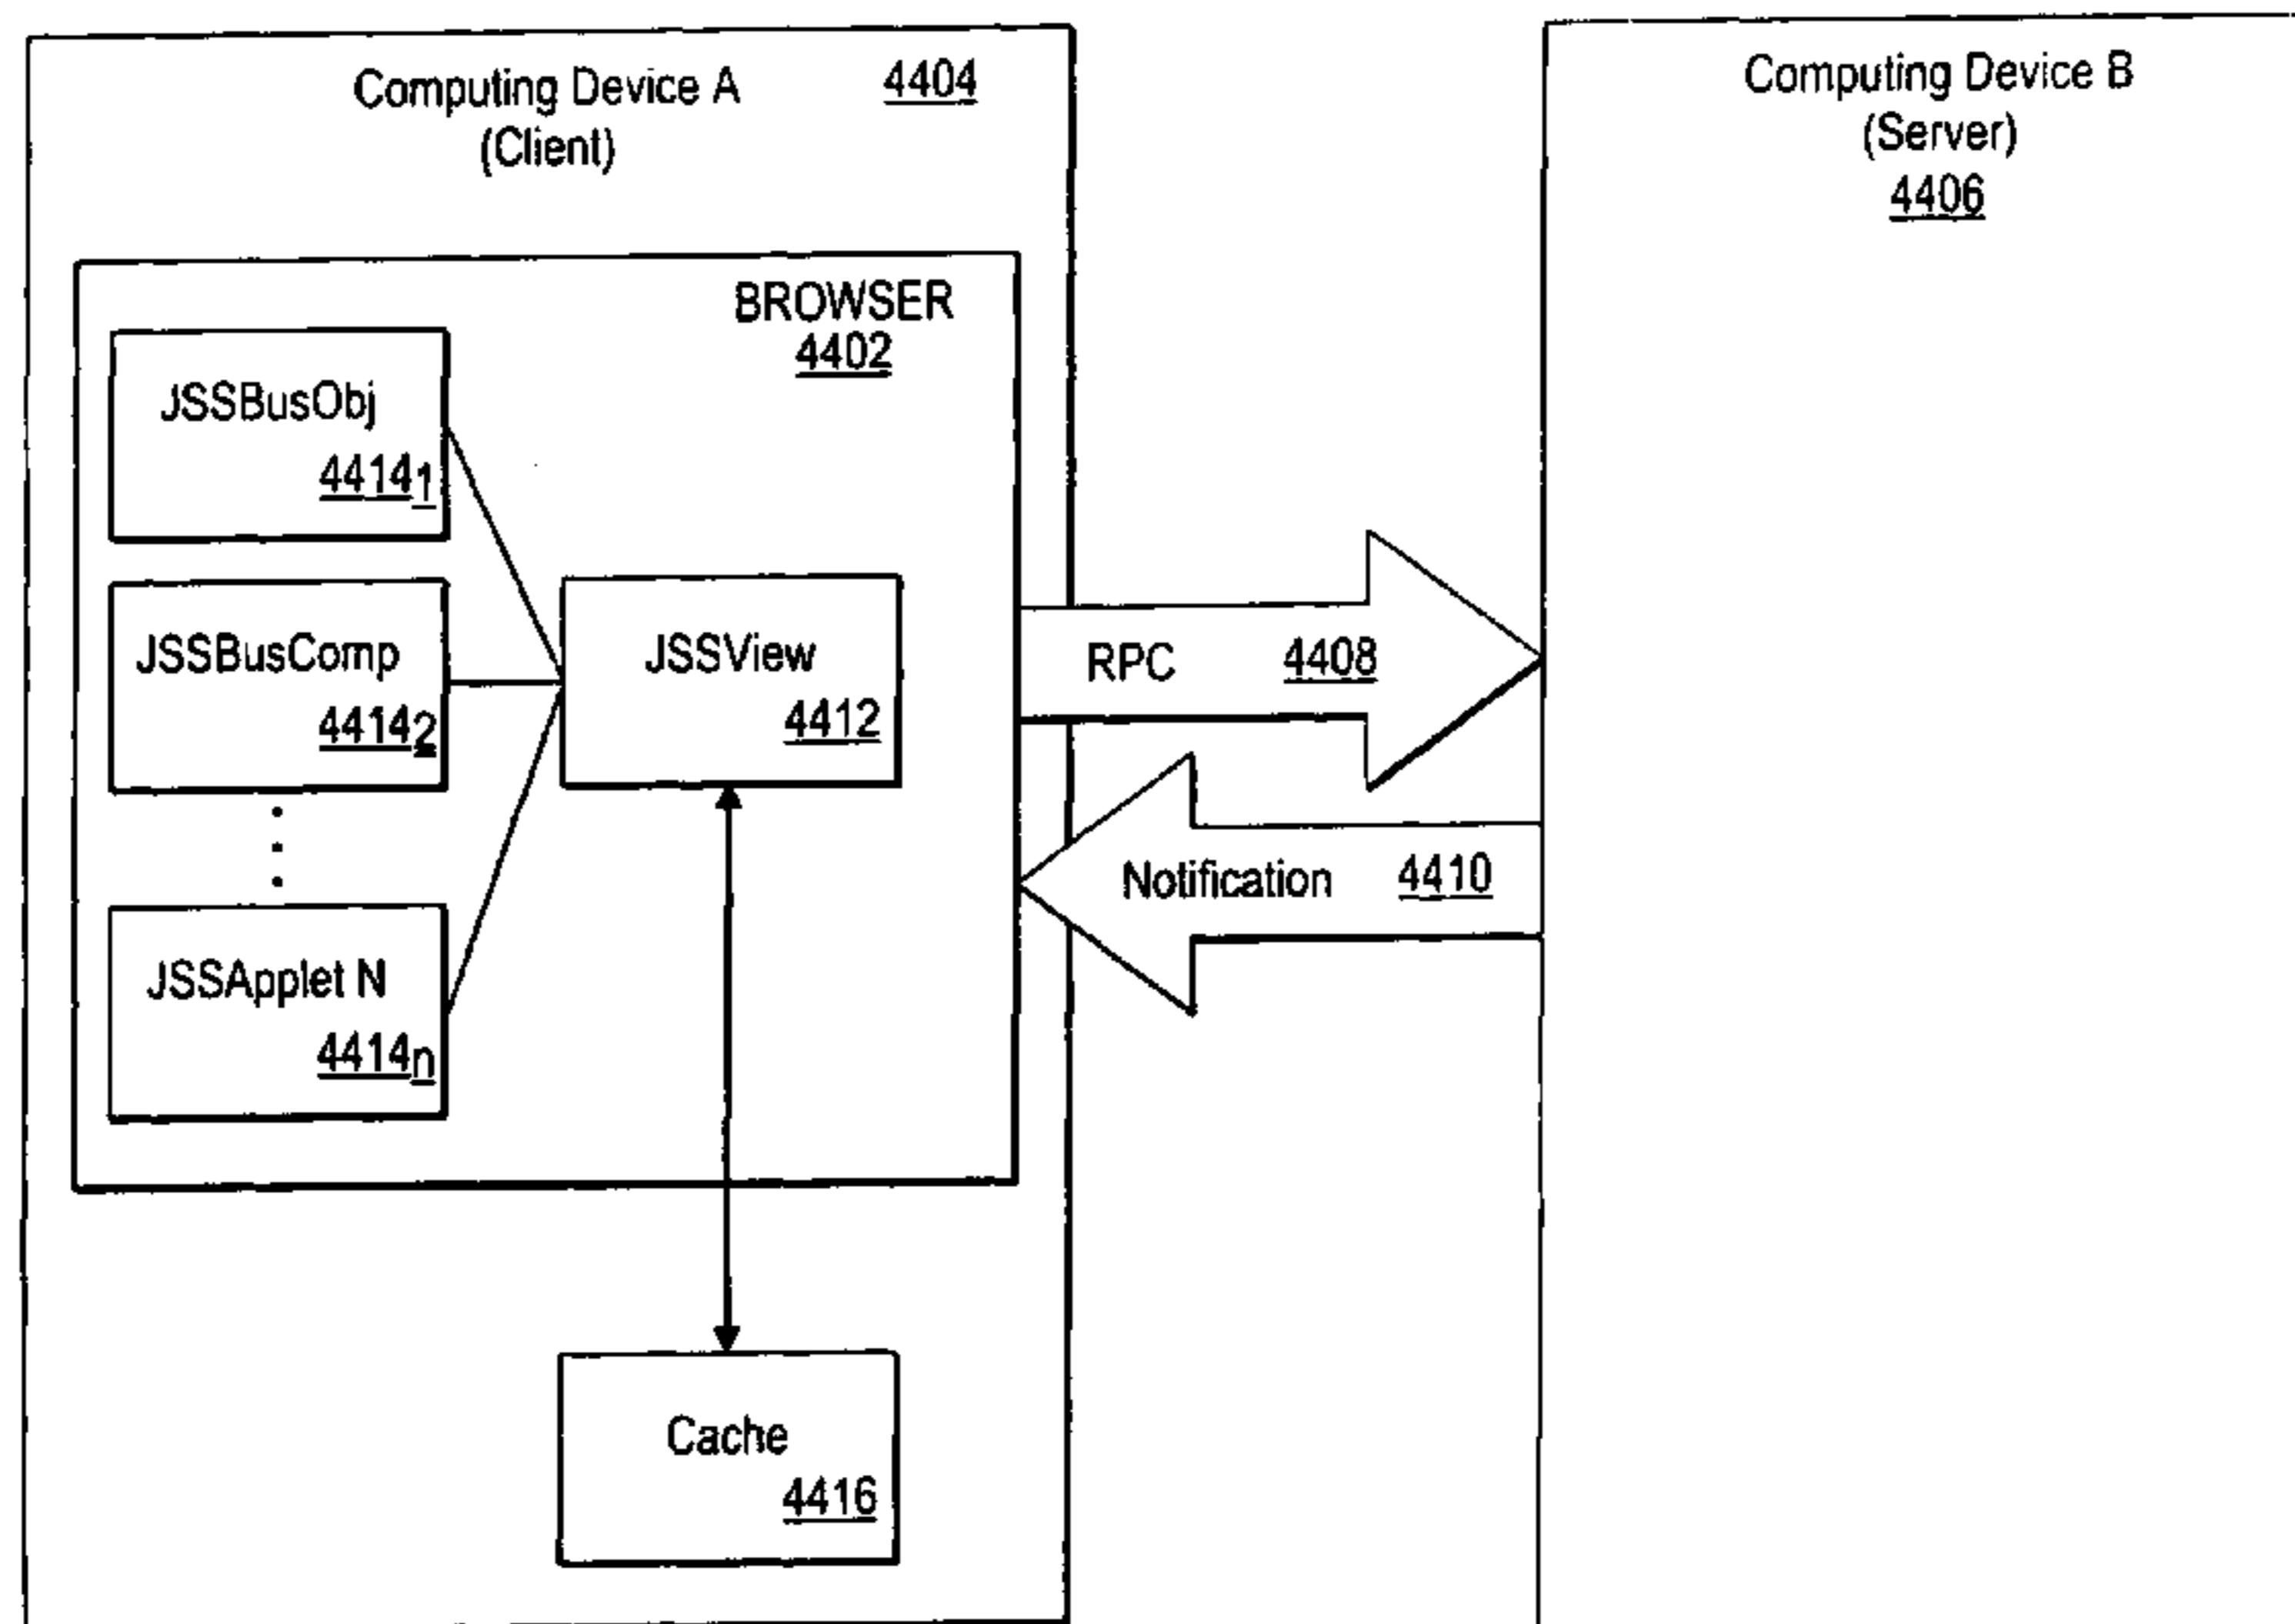 Computing Device A 4404
(Client)
BROWSER
4402
JSSBusObj
4414₁
JSSBusComp
4414₂
JSSApplet N
4414ₙ
JSSView
4412
Cache
4416
RPC 4408
Notification 4410
Computing Device B
(Server)
4406